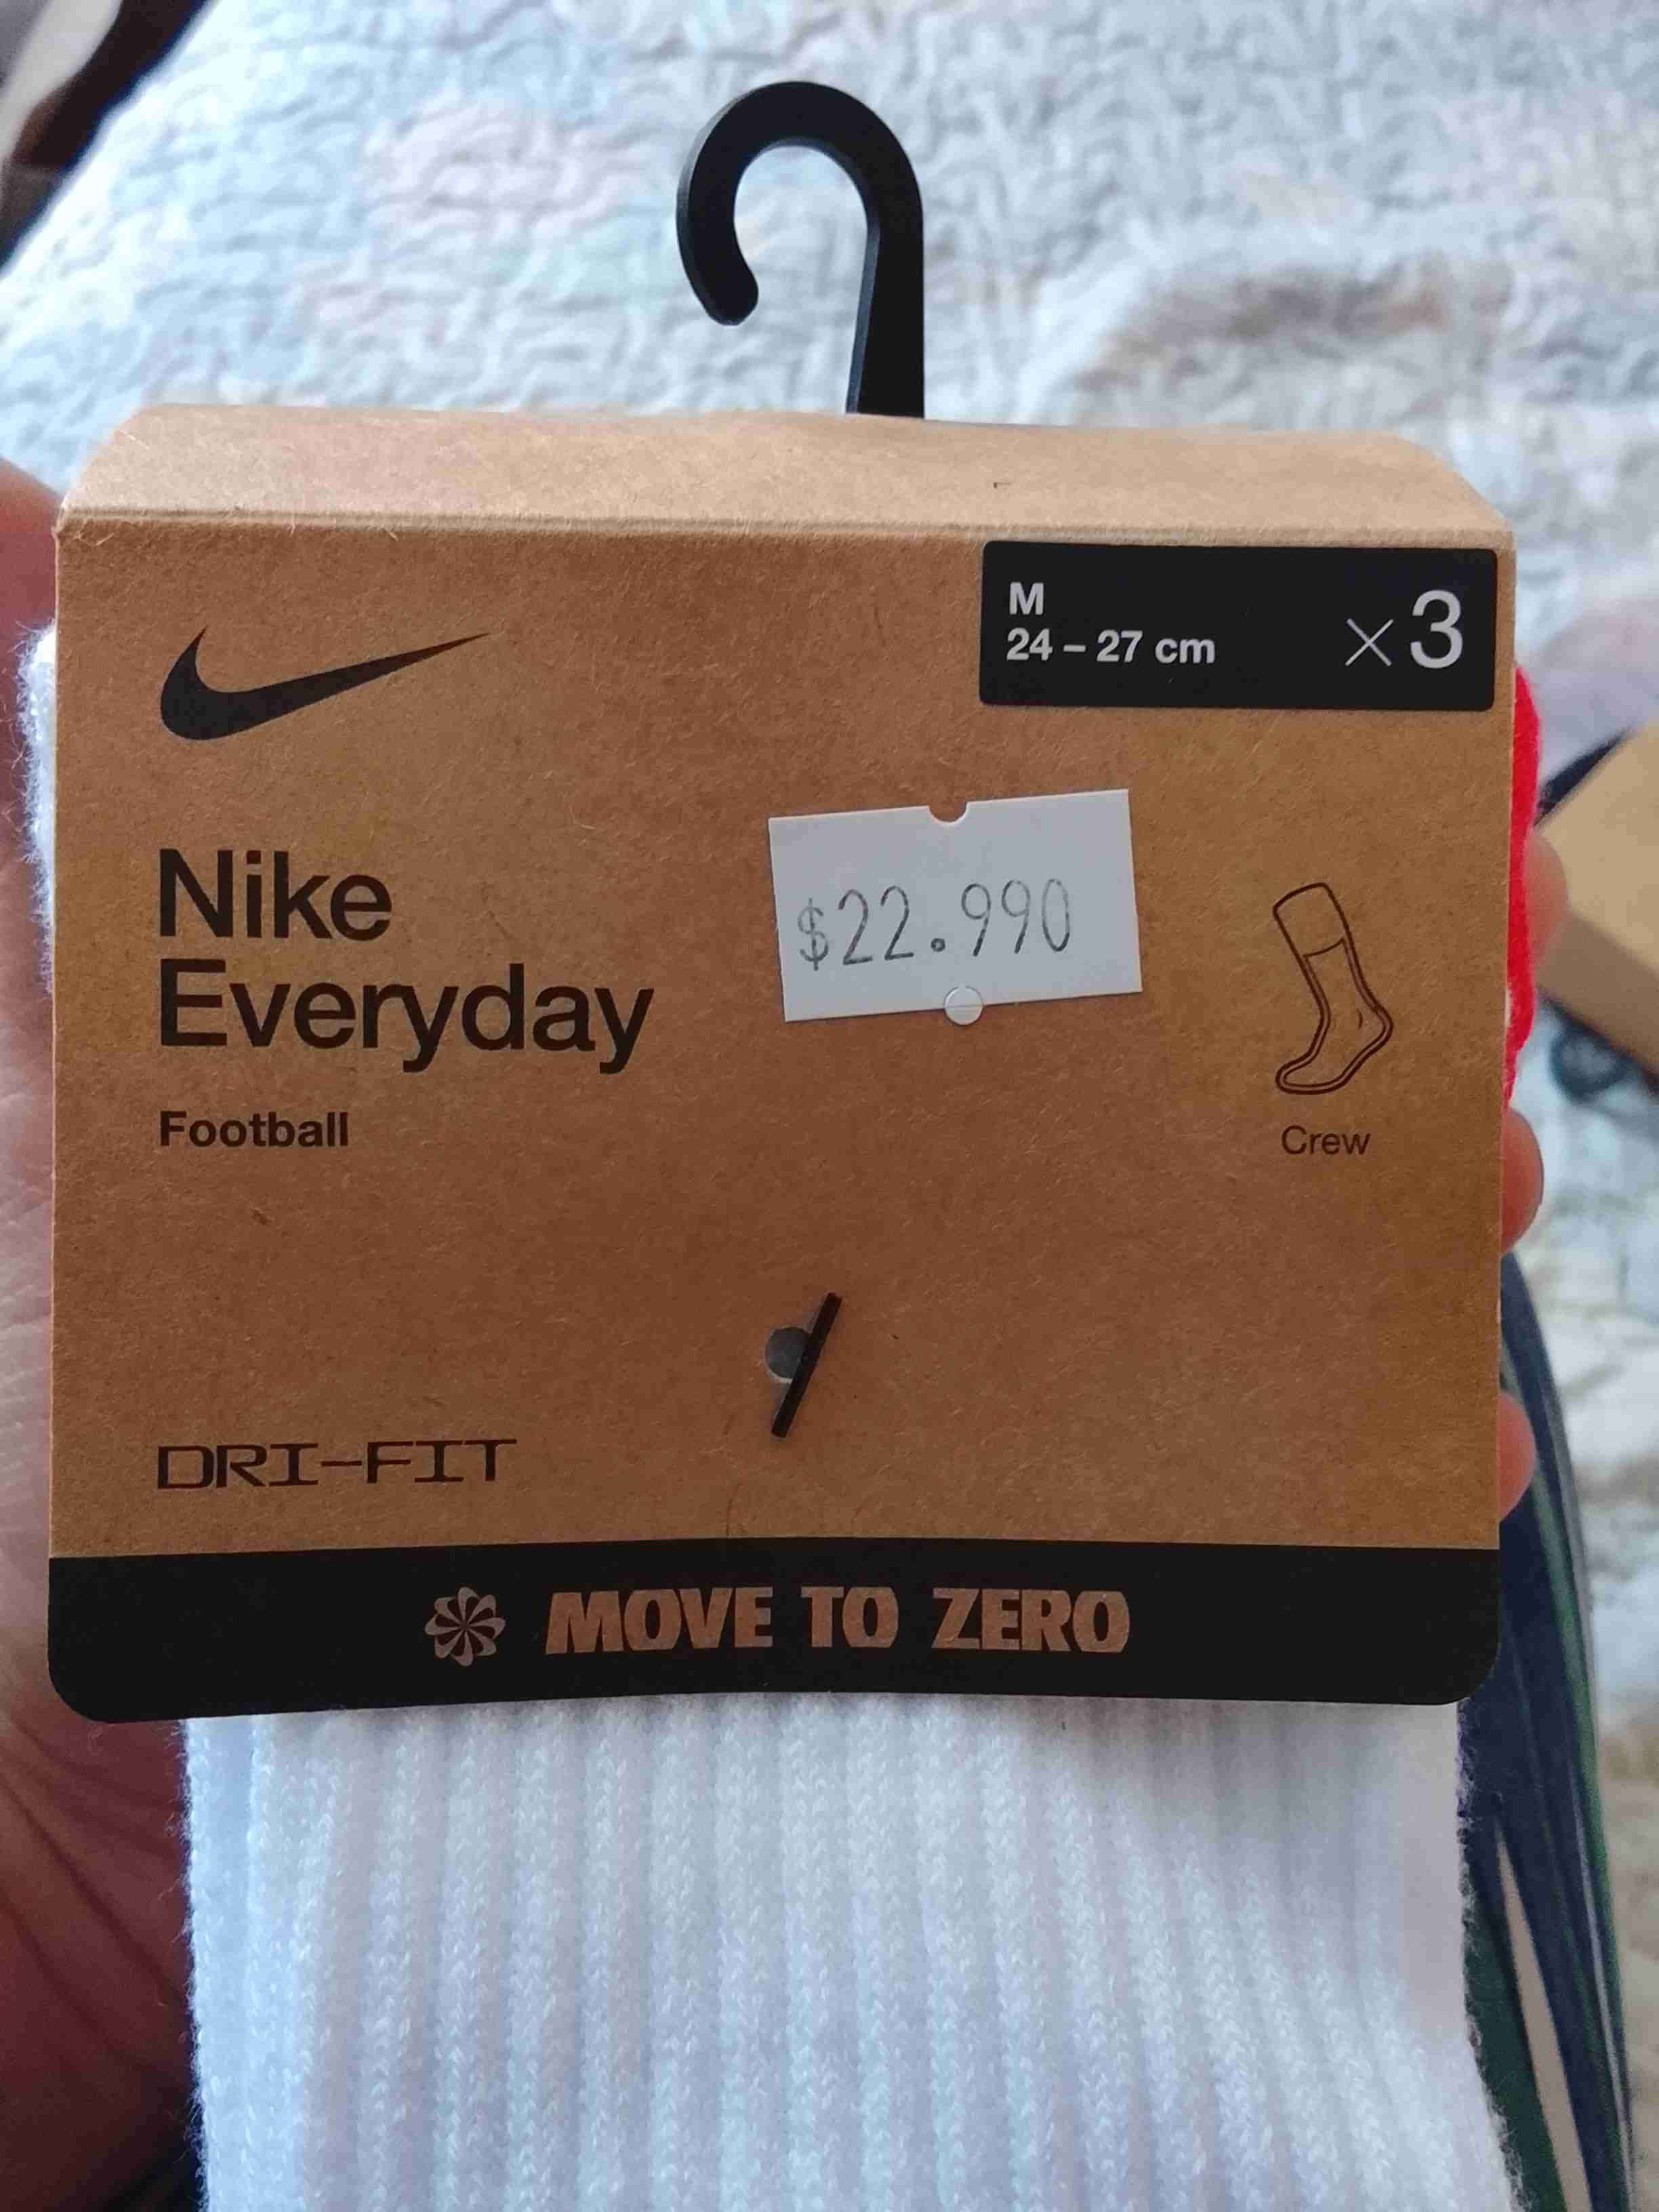 M
24 – 27 cm
×3
$22.990
Nike
Everyday
Football
Crew
DRI-FIT
MOVE TO ZERO